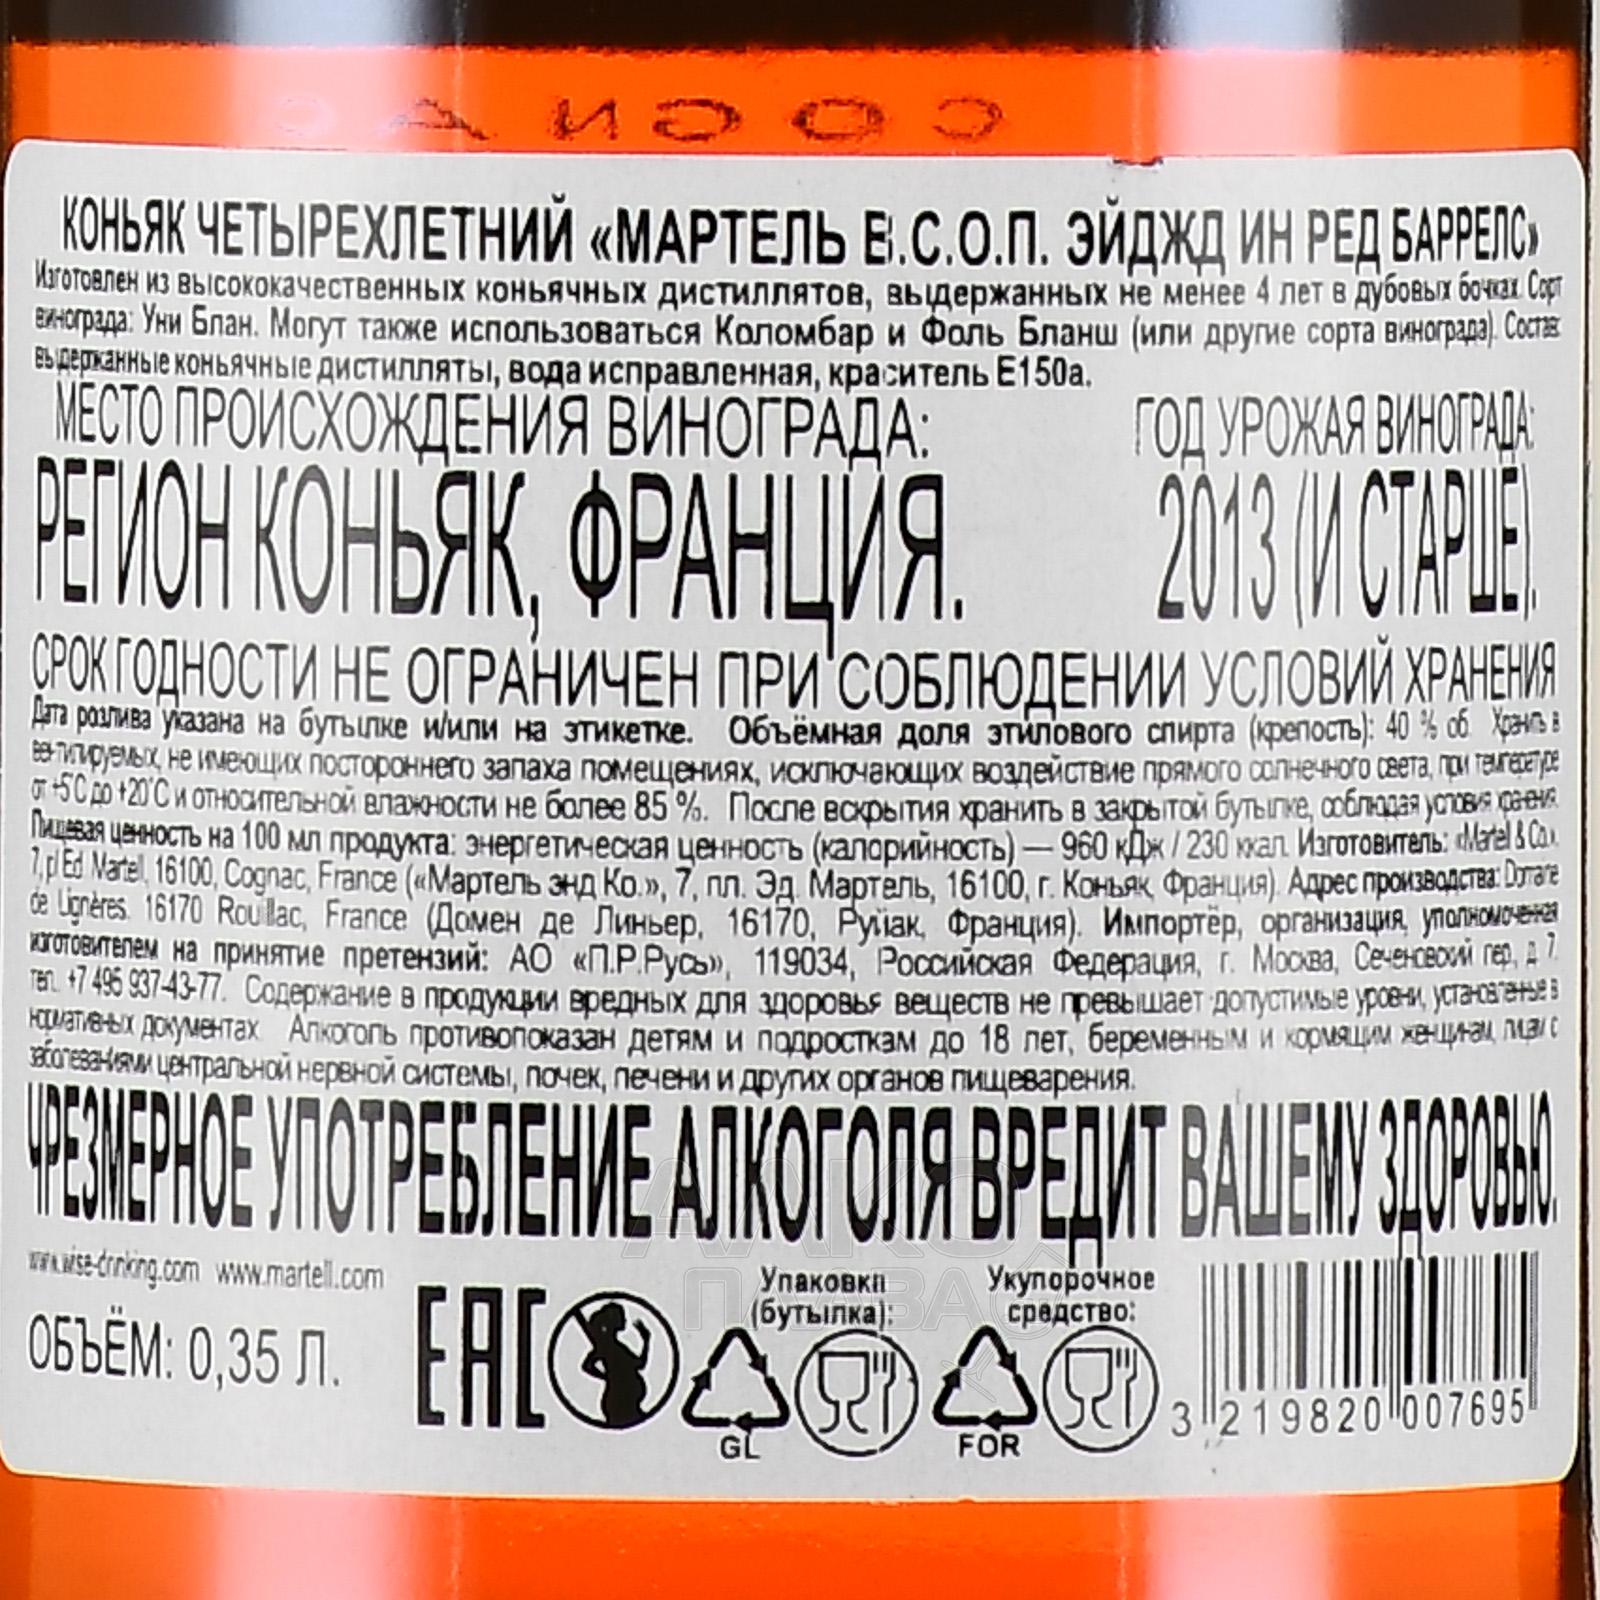 COGNAC
КОНЬЯК ЧЕТЫРЕХЛЕТНИЙ «МАРТЕЛЬ В.С.О.П. ЭЙДЖД ИН РЕД БАРРЕЛС»
Изготовлен из высококачественных коньячных дистиллятов, выдержанных не менее 4 лет в дубовых бочках. Сорт
винограда: Уни Блан. Могут также использоваться Коломбар и Фоль Бланш (или другие сорта винограда). Состав:
выдержанные коньячные дистилляты, вода исправленная, краситель Е150а.
МЕСТО ПРОИСХОЖДЕНИЯ ВИНОГРАДА: ГОД УРОЖАЯ ВИНОГРАДА:
РЕГИОН КОНЬЯК, ФРАНЦИЯ. 2013 (И СТАРШЕ).
СРОК ГОДНОСТИ НЕ ОГРАНИЧЕН ПРИ СОБЛЮДЕНИИ УСЛОВИЙ ХРАНЕНИЯ
Дата розлива указана на бутылке и/или на этикетке. Объёмная доля этилового спирта (крепость): 40 % об. Хранить в
вентилируемых, не имеющих постороннего запаха помещениях, исключающих воздействие прямого солнечного света, при температуре
от +5°С до +20°С и относительной влажности не более 85 %. После вскрытия хранить в закрытой бутылке, соблюдая условия хранения.
Пищевая ценность на 100 мл продукта: энергетическая ценность (калорийность) — 960 кДж / 230 ккал. Изготовитель: «Martell & Co.»,
7, pl Ed. Martell, 16100, Cognac, France («Мартель энд Ко.», 7, пл. Эд. Мартель, 16100, г. Коньяк, Франция). Адрес производства: Domaine
de Lignères. 16170 Rouillac, France (Домен де Линьер, 16170, Руйак, Франция). Импортёр, организация, уполномоченная
изготовителем на принятие претензий: АО «П.Р.Русь», 119034, Российская Федерация, г. Москва, Сеченовский пер., д. 7.
тел. +7 495 937-43-77. Содержание в продукции вредных для здоровья веществ не превышает допустимые уровни, установленные в
нормативных документах. Алкоголь противопоказан детям и подросткам до 18 лет, беременным и кормящим женщинам, лицам с
заболеваниями центральной нервной системы, почек, печени и других органов пищеварения.
ЧРЕЗМЕРНОЕ УПОТРЕБЛЕНИЕ АЛКОГОЛЯ ВРЕДИТ ВАШЕМУ ЗДОРОВЬЮ.
www.wise-drinking.com www.martell.com
Упаковка (бутылка):
Укупорочное средство:
ОБЪЁМ: 0,35 Л.
EAC
GL
FOR
3 219820 007695
АЛКО
ПЛАЗА